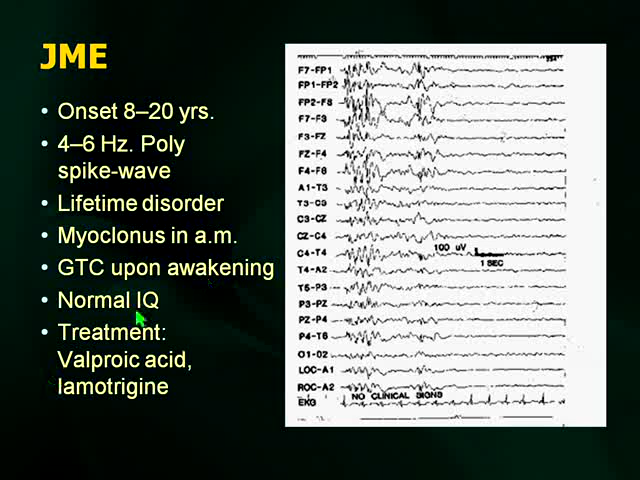 JME
• Onset 8–20 yrs.
• 4–6 Hz. Poly
spike-wave
• Lifetime disorder
• Myoclonus in a.m.
• GTC upon awakening
• Normal IQ
• Treatment:
Valproic acid,
lamotrigine
F7-FP1
FP1-FP2
FP2-F8
F7-F3
F3-FZ
FZ-F4
F4-F8
A1-T3
T3-C3
C3-CZ
CZ-C4
C4-T4
100 uV
1 SEC
T4-A2
T5-P3
P3-PZ
PZ-P4
P4-T6
O1-O2
LOC-A1
ROC-A2
NO CLINICAL SIGNS
EKG